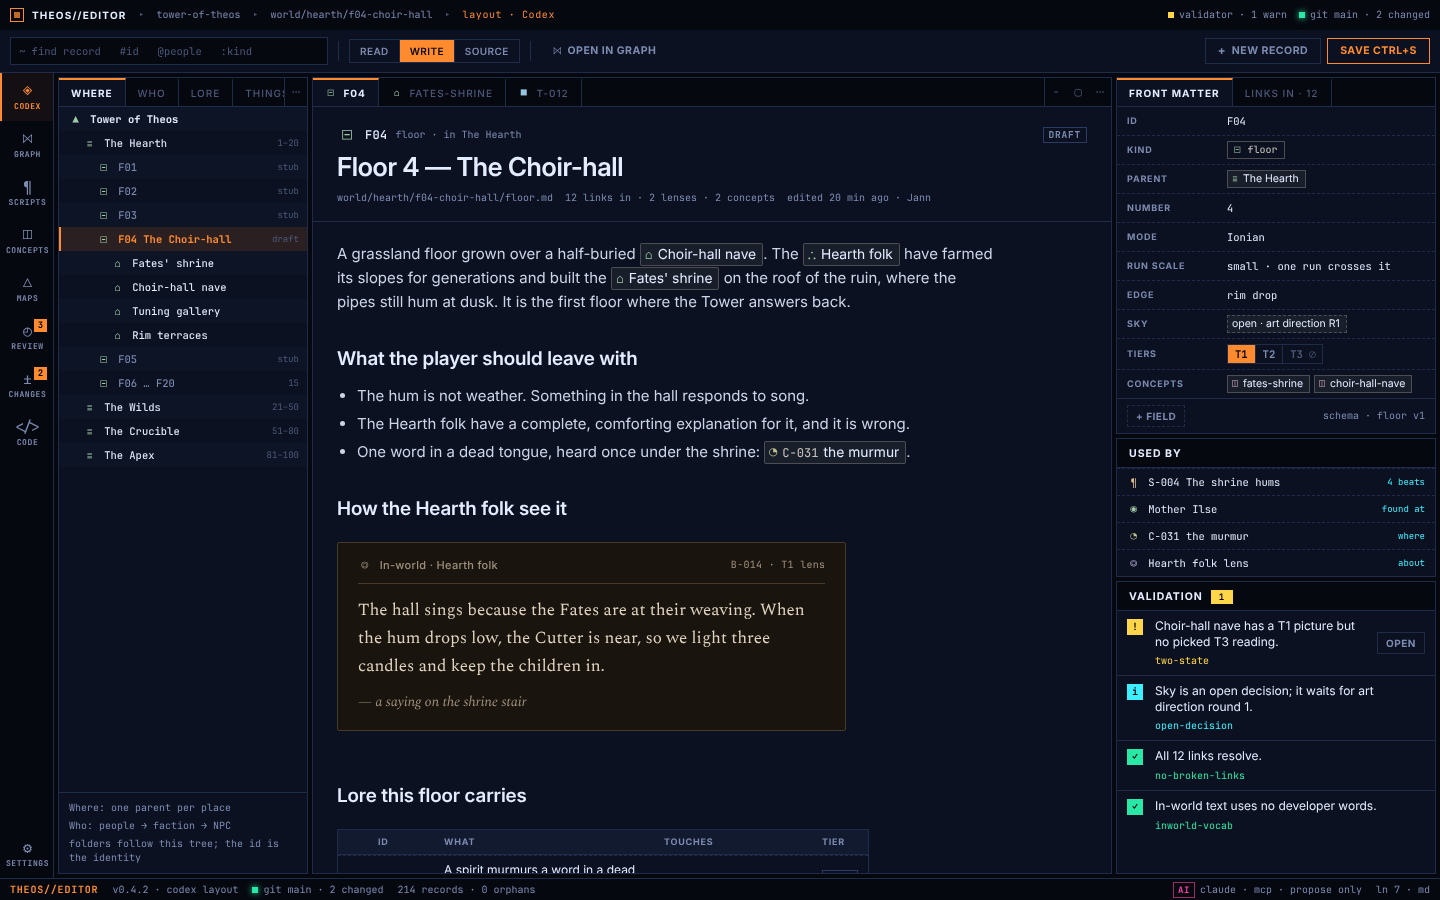 THEOS//EDITOR ▸ tower-of-theos ▸ world/hearth/f04-choir-hall ▸ layout · Codex
validator · 1 warn git main · 2 changed
~ find record #id @people :kind
READ WRITE SOURCE
OPEN IN GRAPH
+ NEW RECORD SAVE CTRL+S
CODEX
GRAPH
SCRIPTS
CONCEPTS
MAPS
3
REVIEW
2
CHANGES
</>
CODE
SETTINGS
WHERE WHO LORE THINGS ...
Tower of Theos
The Hearth 1–20
F01 stub
F02 stub
F03 stub
F04 The Choir-hall draft
Fates' shrine
Choir-hall nave
Tuning gallery
Rim terraces
F05 stub
F06 … F20 15
The Wilds 21–50
The Crucible 51–80
The Apex 81–100
Where: one parent per place
Who: people → faction → NPC
folders follow this tree; the id is
the identity
F04 FATES-SHRINE T-012
F04 floor · in The Hearth DRAFT
Floor 4 — The Choir-hall
world/hearth/f04-choir-hall/floor.md 12 links in · 2 lenses · 2 concepts edited 20 min ago · Jann
A grassland floor grown over a half-buried Choir-hall nave. The Hearth folk have farmed
its slopes for generations and built the Fates' shrine on the roof of the ruin, where the
pipes still hum at dusk. It is the first floor where the Tower answers back.
What the player should leave with
• The hum is not weather. Something in the hall responds to song.
• The Hearth folk have a complete, comforting explanation for it, and it is wrong.
• One word in a dead tongue, heard once under the shrine: C-031 the murmur.
How the Hearth folk see it
In-world · Hearth folk B-014 · T1 lens
The hall sings because the Fates are at their weaving. When
the hum drops low, the Cutter is near, so we light three
candles and keep the children in.
— a saying on the shrine stair
Lore this floor carries
ID WHAT TOUCHES TIER
A spirit murmurs a word in a dead
FRONT MATTER LINKS IN · 12
ID F04
KIND floor
PARENT The Hearth
NUMBER 4
MODE Ionian
RUN SCALE small · one run crosses it
EDGE rim drop
SKY open · art direction R1
TIERS T1 T2 T3 ∅
CONCEPTS fates-shrine choir-hall-nave
+ FIELD schema · floor v1
USED BY
¶ S-004 The shrine hums 4 beats
Mother Ilse found at
C-031 the murmur where
Hearth folk lens about
VALIDATION 1
! Choir-hall nave has a T1 picture but
no picked T3 reading.
two-state
OPEN
i Sky is an open decision; it waits for art
direction round 1.
open-decision
✓ All 12 links resolve.
no-broken-links
✓ In-world text uses no developer words.
inworld-vocab
THEOS//EDITOR v0.4.2 · codex layout git main · 2 changed 214 records · 0 orphans
AI claude · mcp · propose only ln 7 · md